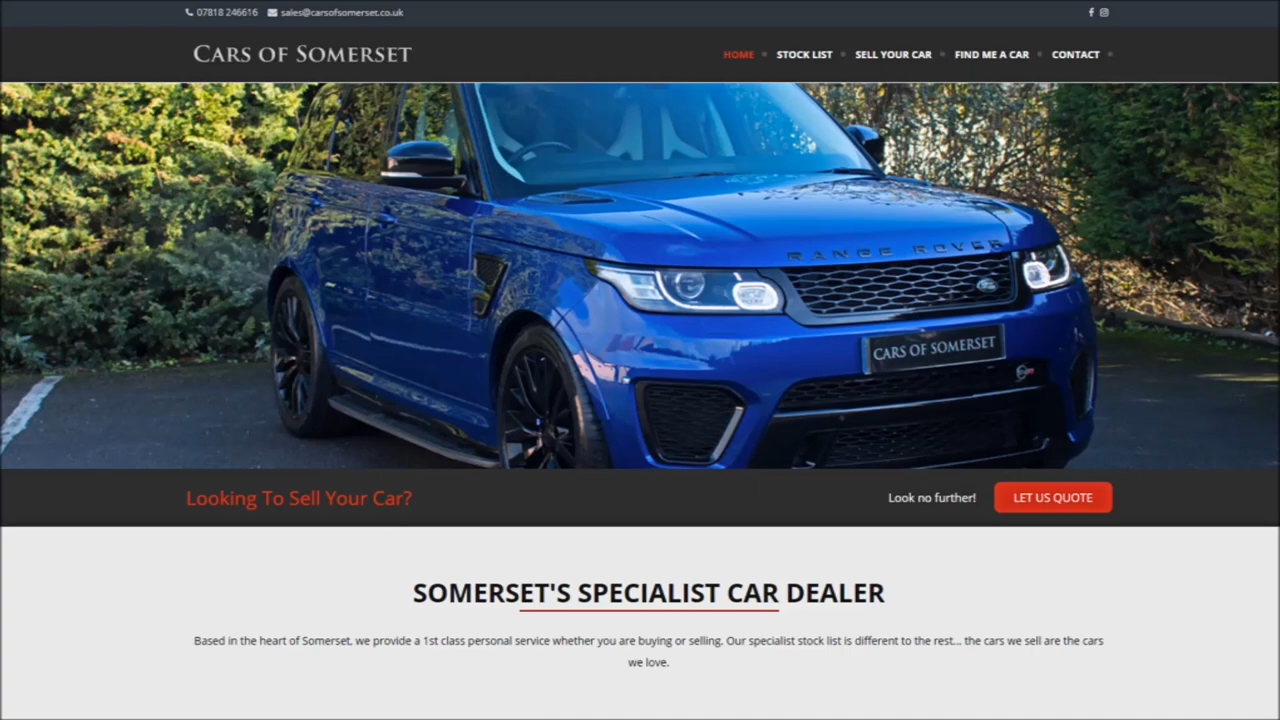 07818 246616 sales@carsofsomerset.co.uk
CARS OF SOMERSET
HOME STOCK LIST SELL YOUR CAR FIND ME A CAR CONTACT
RANGE ROVER
CARS OF SOMERSET
Looking To Sell Your Car?
Look no further!
LET US QUOTE
SOMERSET'S SPECIALIST CAR DEALER
Based in the heart of Somerset, we provide a 1st class personal service whether you are buying or selling. Our specialist stock list is different to the rest... the cars we sell are the cars
we love.